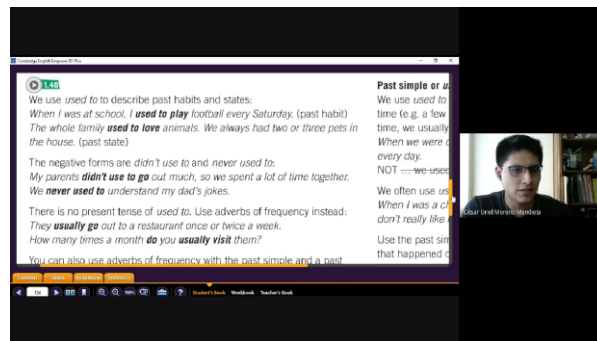 Cambridge English Empower B1 Plus
1.48
We use used to to describe past habits and states:
When I was at school, I used to play football every Saturday. (past habit)
The whole family used to love animals. We always had two or three pets in
the house. (past state)
The negative forms are didn't use to and never used to:
My parents didn't use to go out much, so we spent a lot of time together.
We never used to understand my dad's jokes.
There is no present tense of used to. Use adverbs of frequency instead:
They usually go out to a restaurant once or twice a week.
How many times a month do you usually visit them?
You can also use adverbs of frequency with the past simple and a past
Past simple or u
We use used to
time (e.g. a few
time, we usually
When we were c
every day.
NOT ... we used
We often use us
When I was a c
don't really like
Use the past sim
that happened
César Uriel Moreno Mendieta
Student's Book Workbook Teacher's Book